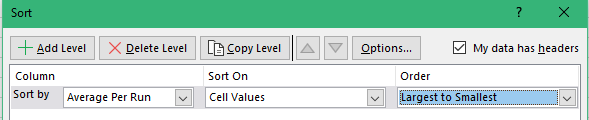 Sort
Add Level Delete Level Copy Level Options... My data has headers
Column Sort On Order
Sort by Average Per Run Cell Values Largest to Smallest